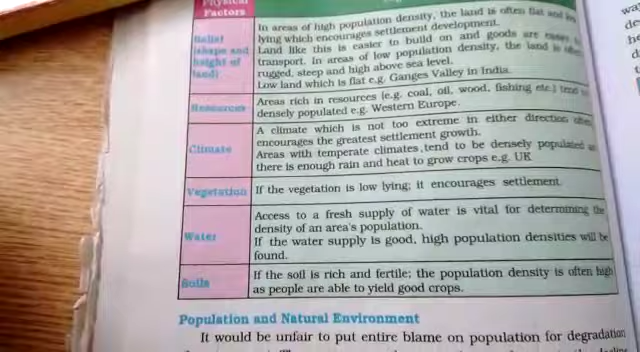 Physical
Factors
Relief
(shape and
height of
land)
In areas of high population density, the land is often flat and low
lying which encourages settlement development.
Land like this is easier to build on and goods are easier to
transport. In areas of low population density, the land is often
rugged, steep and high above sea level.
Low land which is flat e.g. Ganges Valley in India.
Resources
Areas rich in resources (e.g. coal, oil, wood, fishing etc.) tend to
densely populated e.g. Western Europe.
Climate
A climate which is not too extreme in either direction often
encourages the greatest settlement growth.
Areas with temperate climates, tend to be densely populated as
there is enough rain and heat to grow crops e.g. UK
Vegetation
If the vegetation is low lying; it encourages settlement.
Water
Access to a fresh supply of water is vital for determining the
density of an area's population.
If the water supply is good, high population densities will be
found.
Soils
If the soil is rich and fertile; the population density is often high
as people are able to yield good crops.
Population and Natural Environment
It would be unfair to put entire blame on population for degradation